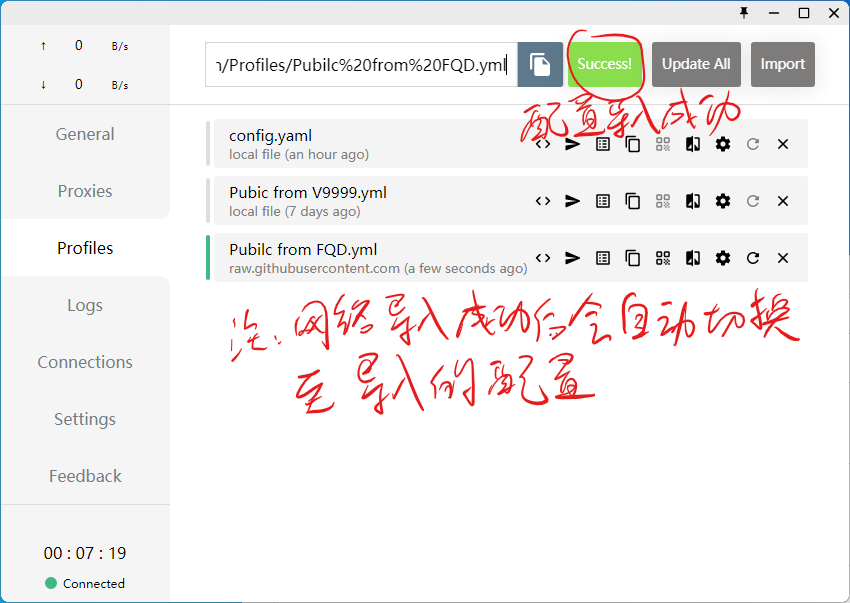 ↑ 0 B/s
↓ 0 B/s
n/Profiles/Pubilc%20from%20FQD.yml
Success!
Update All
Import
配置导入成功
General
Proxies
Profiles
Logs
Connections
Settings
Feedback
00 : 07 : 19
Connected
config.yaml
local file (an hour ago)
Pubic from V9999.yml
local file (7 days ago)
Pubilc from FQD.yml
raw.githubusercontent.com (a few seconds ago)
注:网络导入成功后会自动切换
至导入的配置